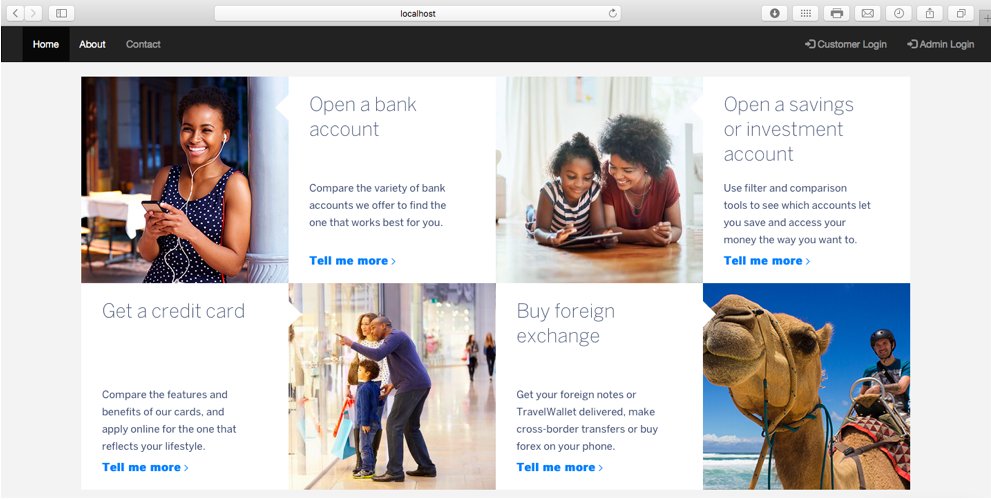 localhost
Home About Contact Customer Login Admin Login
Open a bank
account
Compare the variety of bank
accounts we offer to find the
one that works best for you.
Tell me more
Open a savings
or investment
account
Use filter and comparison
tools to see which accounts let
you save and access your
money the way you want to.
Tell me more
Get a credit card
Compare the features and
benefits of our cards, and
apply online for the one that
reflects your lifestyle.
Tell me more
Buy foreign
exchange
Get your foreign notes or
TravelWallet delivered, make
cross-border transfers or buy
forex on your phone.
Tell me more